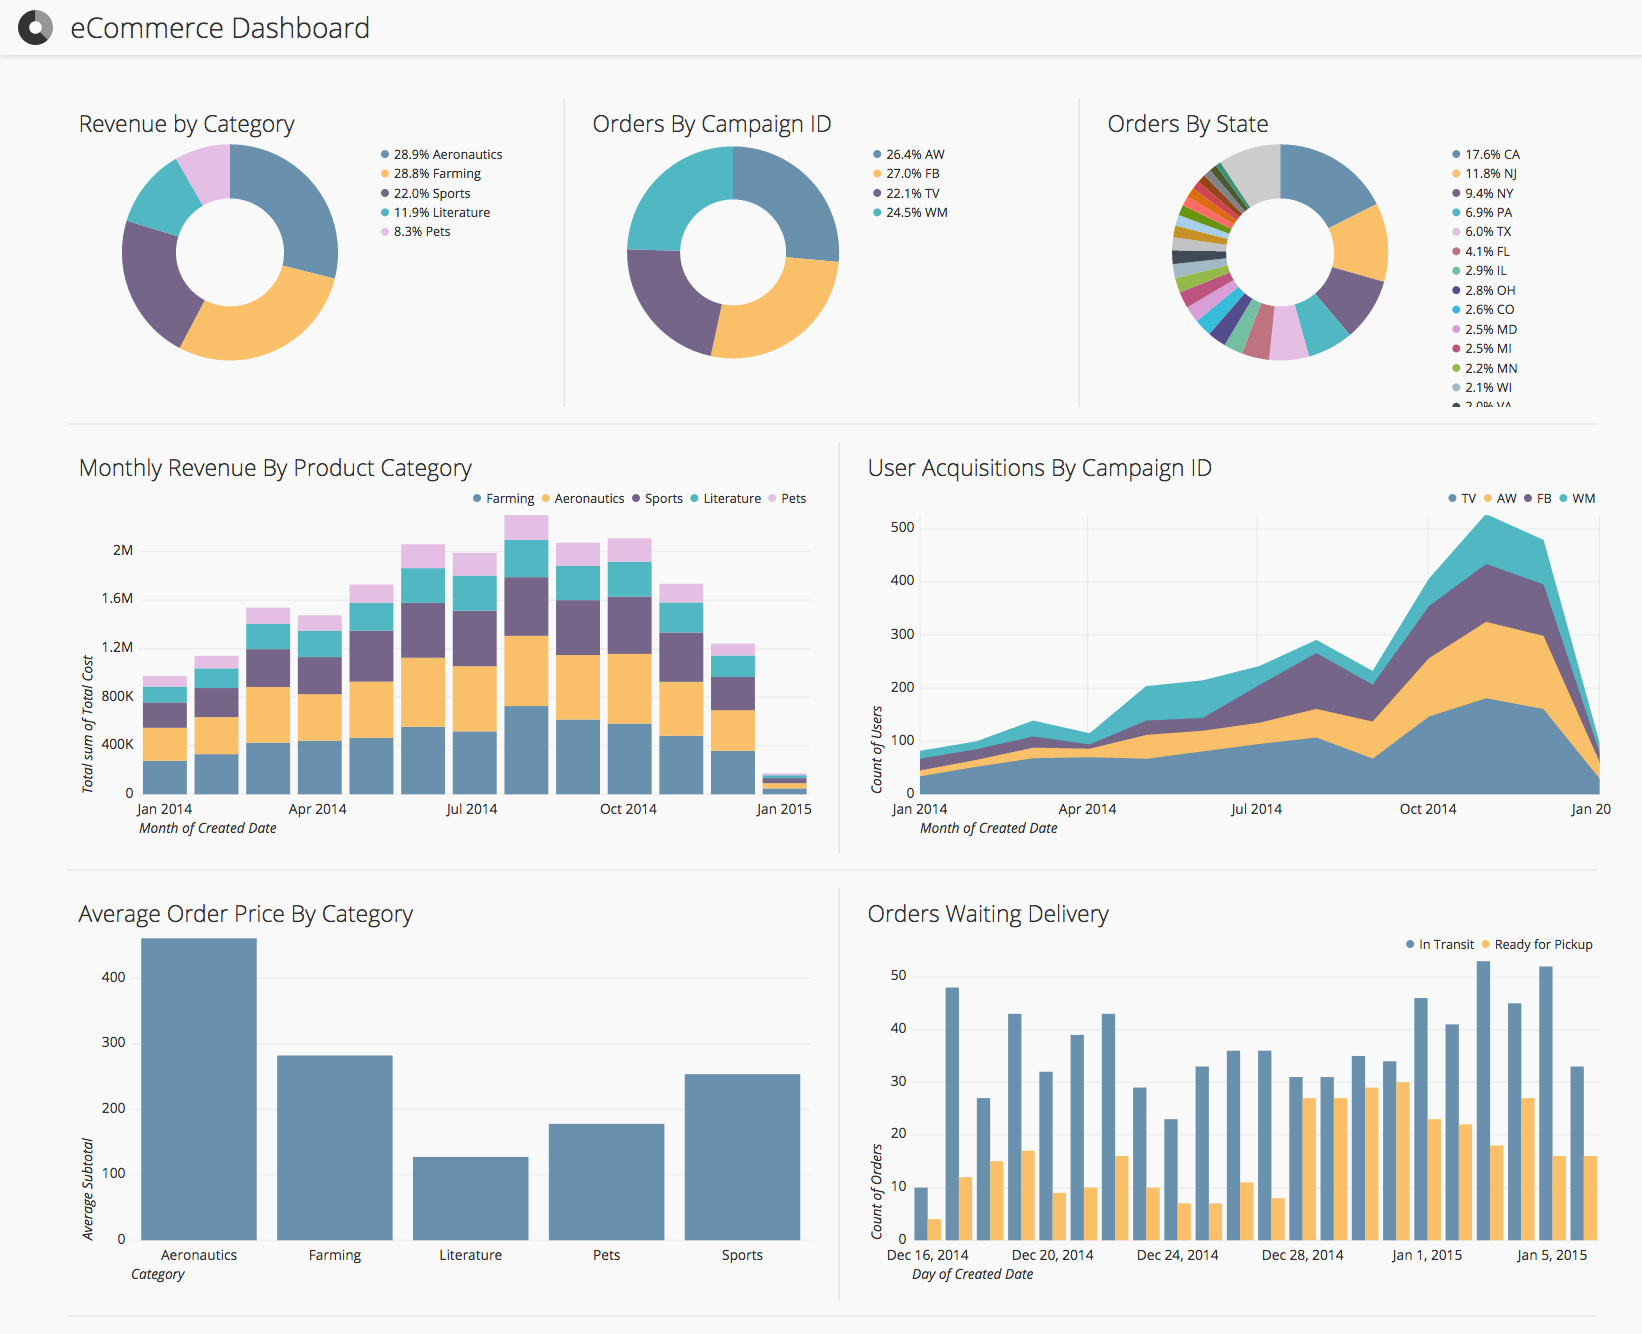 eCommerce Dashboard
Revenue by Category
28.9% Aeronautics
28.8% Farming
22.0% Sports
11.9% Literature
8.3% Pets
Orders By Campaign ID
26.4% AW
27.0% FB
22.1% TV
24.5% WM
Orders By State
17.6% CA
11.8% NJ
9.4% NY
6.9% PA
6.0% TX
4.1% FL
2.9% IL
2.8% OH
2.6% CO
2.5% MD
2.5% MI
2.2% MN
2.1% WI
2.0% VA
Monthly Revenue By Product Category
Farming Aeronautics Sports Literature Pets
Total sum of Total Cost
2M
1.6M
1.2M
800K
400K
0
Jan 2014 Apr 2014 Jul 2014 Oct 2014 Jan 2015
Month of Created Date
User Acquisitions By Campaign ID
TV AW FB WM
Count of Users
500
400
300
200
100
0
Jan 2014 Apr 2014 Jul 2014 Oct 2014 Jan 20
Month of Created Date
Average Order Price By Category
Average Subtotal
400
300
200
100
0
Aeronautics Farming Literature Pets Sports
Category
Orders Waiting Delivery
In Transit Ready for Pickup
Count of Orders
50
40
30
20
10
0
Dec 16, 2014 Dec 20, 2014 Dec 24, 2014 Dec 28, 2014 Jan 1, 2015 Jan 5, 2015
Day of Created Date